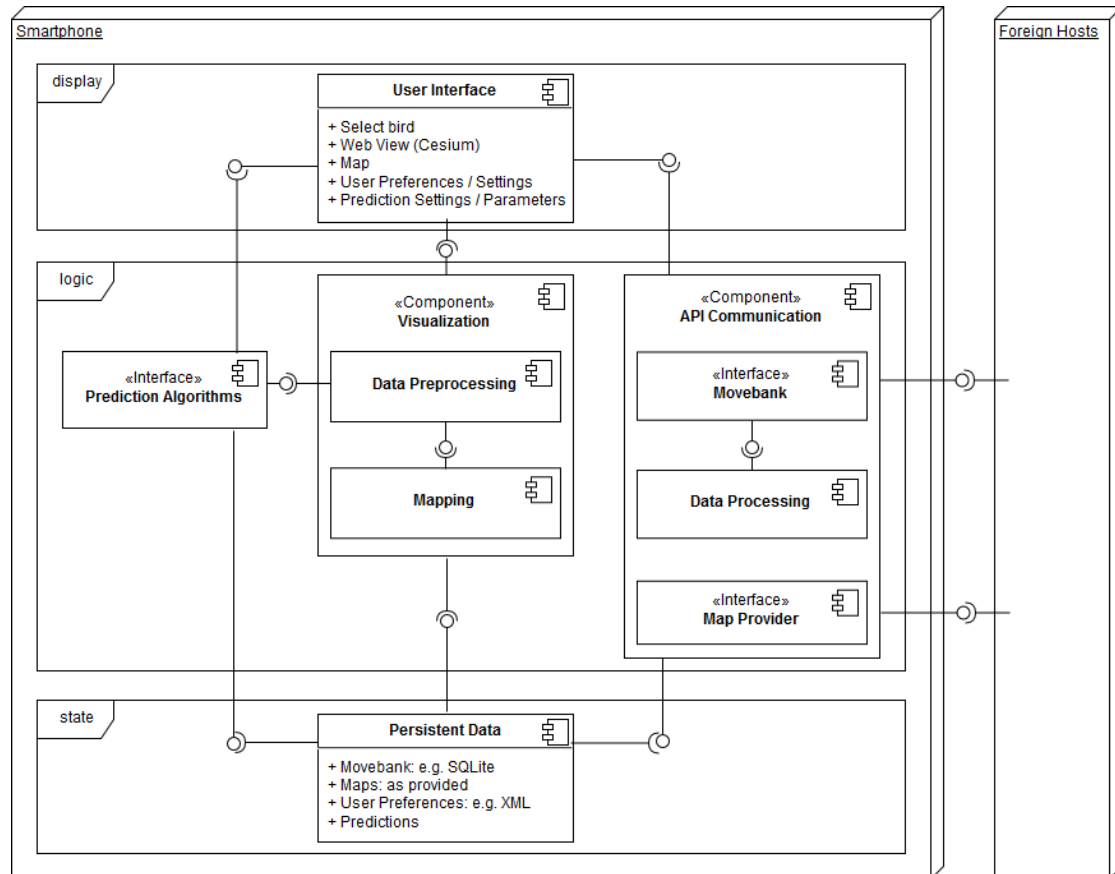 Smartphone
Foreign Hosts
display
User Interface
+ Select bird
+ Web View (Cesium)
+ Map
+ User Preferences / Settings
+ Prediction Settings / Parameters
logic
«Component»
Visualization
«Component»
API Communication
«Interface»
Prediction Algorithms
Data Preprocessing
«Interface»
Movebank
Mapping
Data Processing
«Interface»
Map Provider
state
Persistent Data
+ Movebank: e.g. SQLite
+ Maps: as provided
+ User Preferences: e.g. XML
+ Predictions